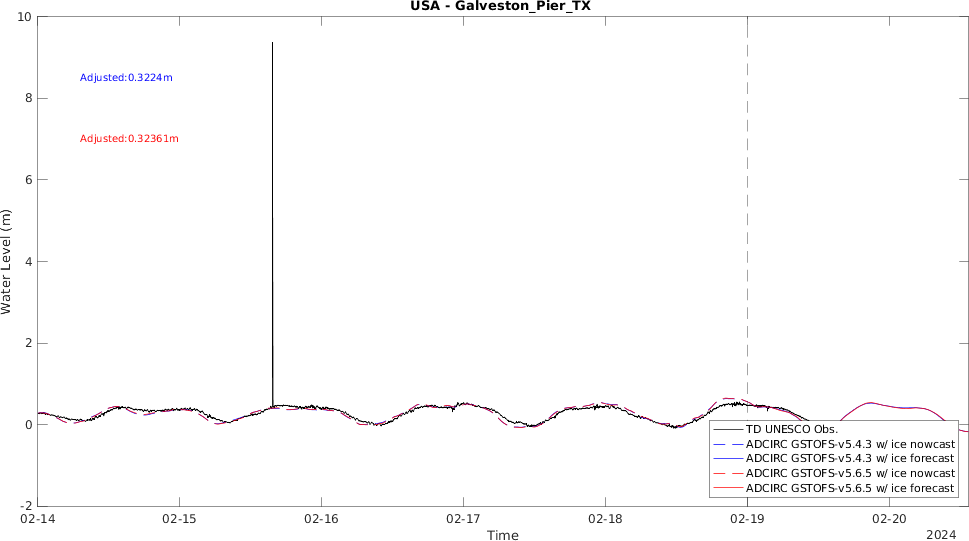 USA - Galveston_Pier_TX
10
8
6
4
2
0
-2
Water Level (m)
Adjusted:0.3224m
Adjusted:0.32361m
TD UNESCO Obs.
ADCIRC GSTOFS-v5.4.3 w/ ice nowcast
ADCIRC GSTOFS-v5.4.3 w/ ice forecast
ADCIRC GSTOFS-v5.6.5 w/ ice nowcast
ADCIRC GSTOFS-v5.6.5 w/ ice forecast
02-14 02-15 02-16 02-17 02-18 02-19 02-20
Time
2024